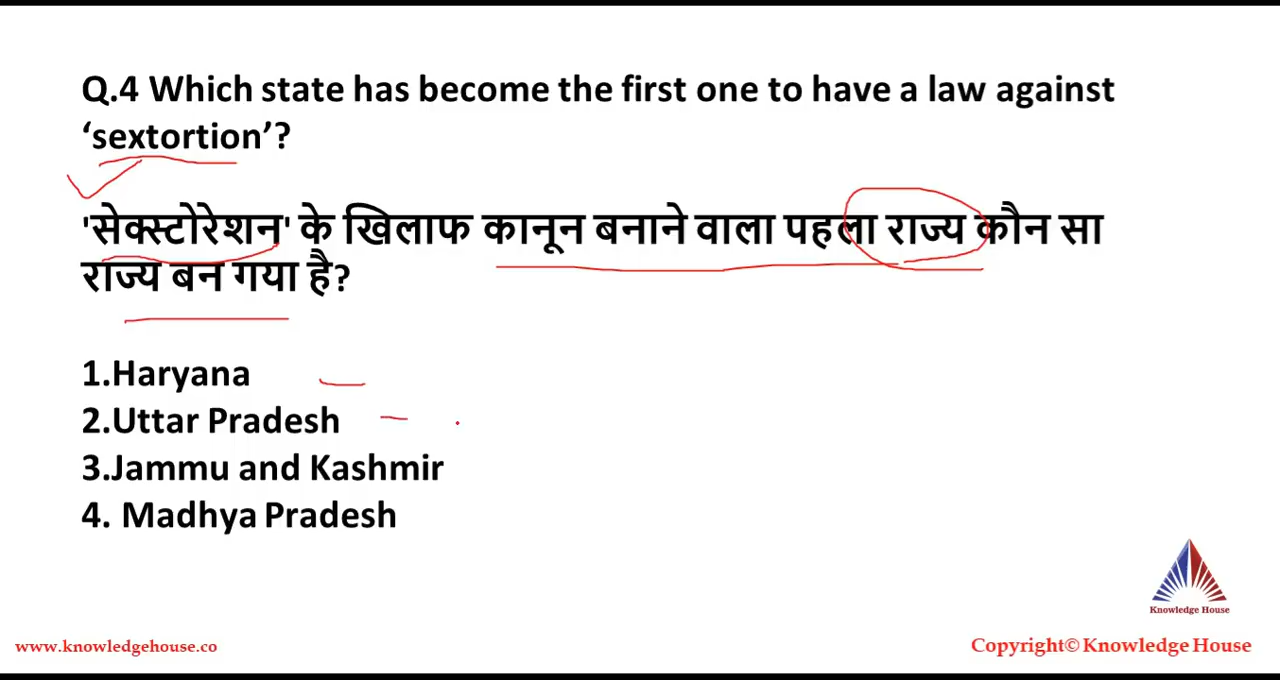 Q.4 Which state has become the first one to have a law against
‘sextortion’?
'सेक्स्टोरेशन' के खिलाफ कानून बनाने वाला पहला राज्य कौन सा
राज्य बन गया है?
1.Haryana
2.Uttar Pradesh
3.Jammu and Kashmir
4. Madhya Pradesh
Knowledge House
www.knowledgehouse.co
Copyright© Knowledge House